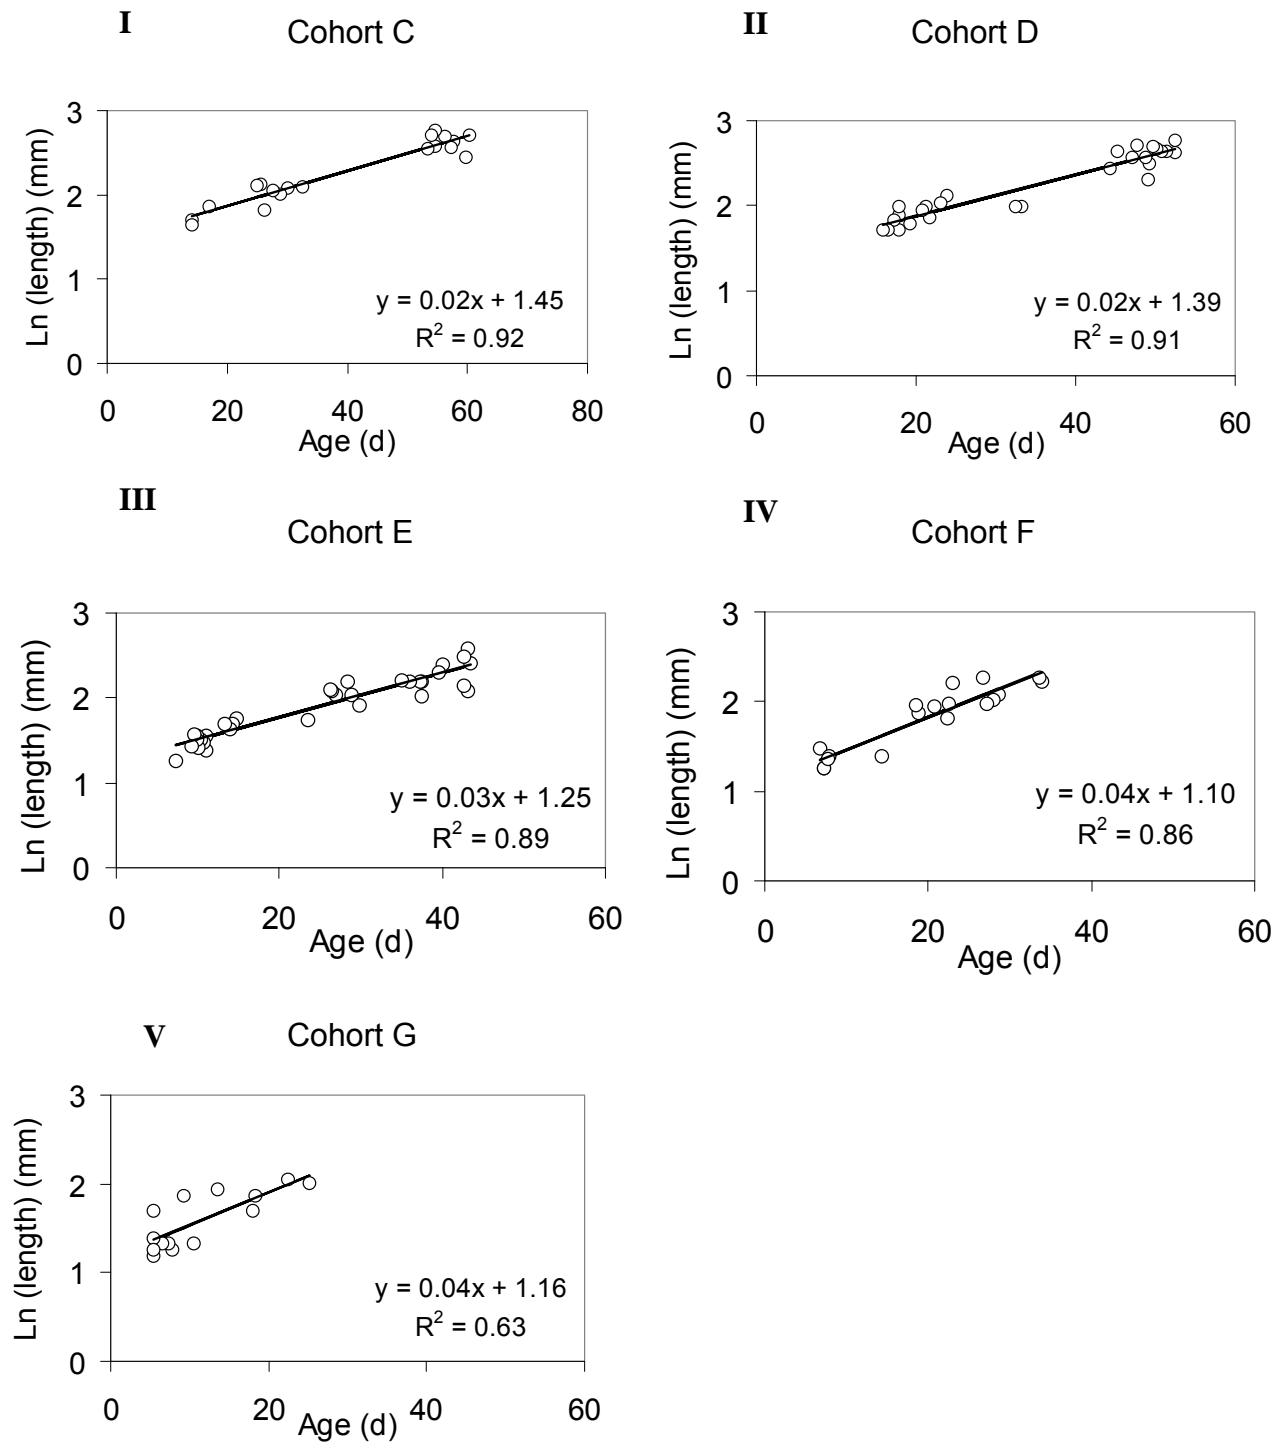 I
Cohort C
Ln (length) (mm)
3
2
1
0
y = 0.02x + 1.45
R² = 0.92
0 20 40 60 80
Age (d)
II
Cohort D
Ln (length) (mm)
3
2
1
0
y = 0.02x + 1.39
R² = 0.91
0 20 40 60
Age (d)
III
Cohort E
Ln (length) (mm)
3
2
1
0
y = 0.03x + 1.25
R² = 0.89
0 20 40 60
Age (d)
IV
Cohort F
Ln (length) (mm)
3
2
1
0
y = 0.04x + 1.10
R² = 0.86
0 20 40 60
Age (d)
V
Cohort G
Ln (length) (mm)
3
2
1
0
y = 0.04x + 1.16
R² = 0.63
0 20 40 60
Age (d)